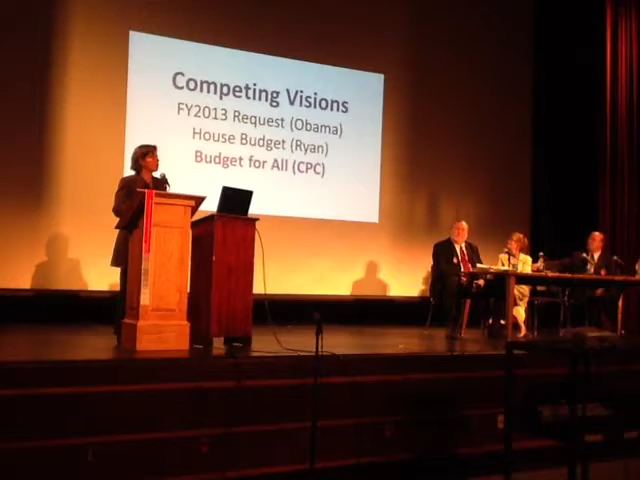 Competing Visions
FY2013 Request (Obama)
House Budget (Ryan)
Budget for All (CPC)